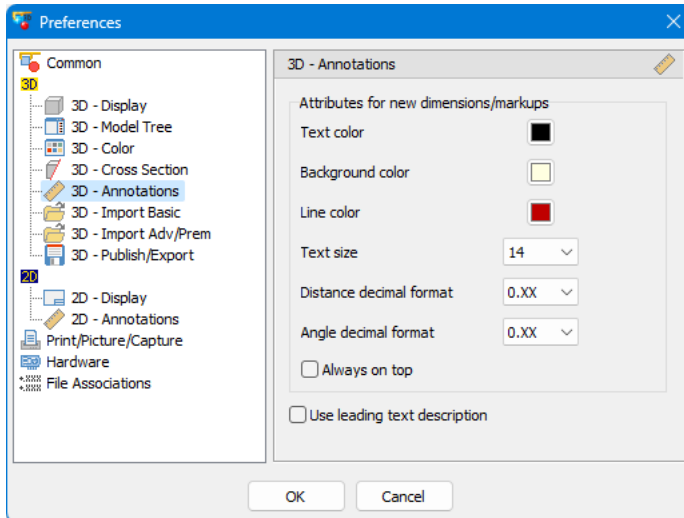 Preferences
Common
3D
3D - Display
3D - Model Tree
3D - Color
3D - Cross Section
3D - Annotations
3D - Import Basic
3D - Import Adv/Prem
3D - Publish/Export
2D
2D - Display
2D - Annotations
Print/Picture/Capture
Hardware
File Associations
3D - Annotations
Attributes for new dimensions/markups
Text color
Background color
Line color
Text size 14
Distance decimal format 0.XX
Angle decimal format 0.XX
Always on top
Use leading text description
OK Cancel